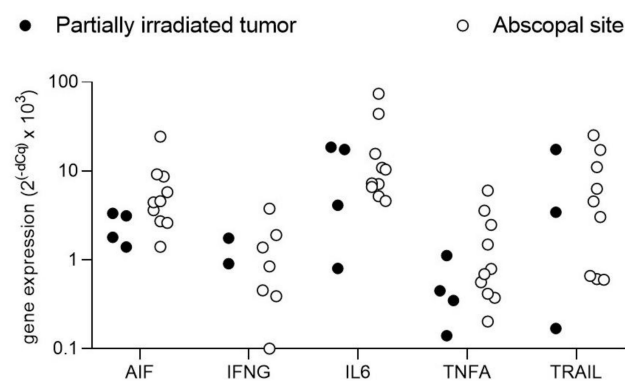 Partially irradiated tumor
Abscopal site
gene expression (2^(-dCq) x 10^3)
100
10
1
0.1
AIF
IFNG
IL6
TNFA
TRAIL